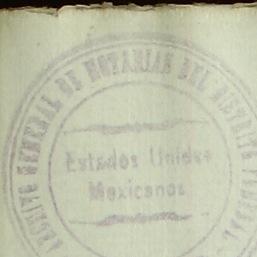 ARCHIVO GENERAL DE NOTARIAS DEL DISTRITO FEDERAL
Estados Unidos
Mexicanos